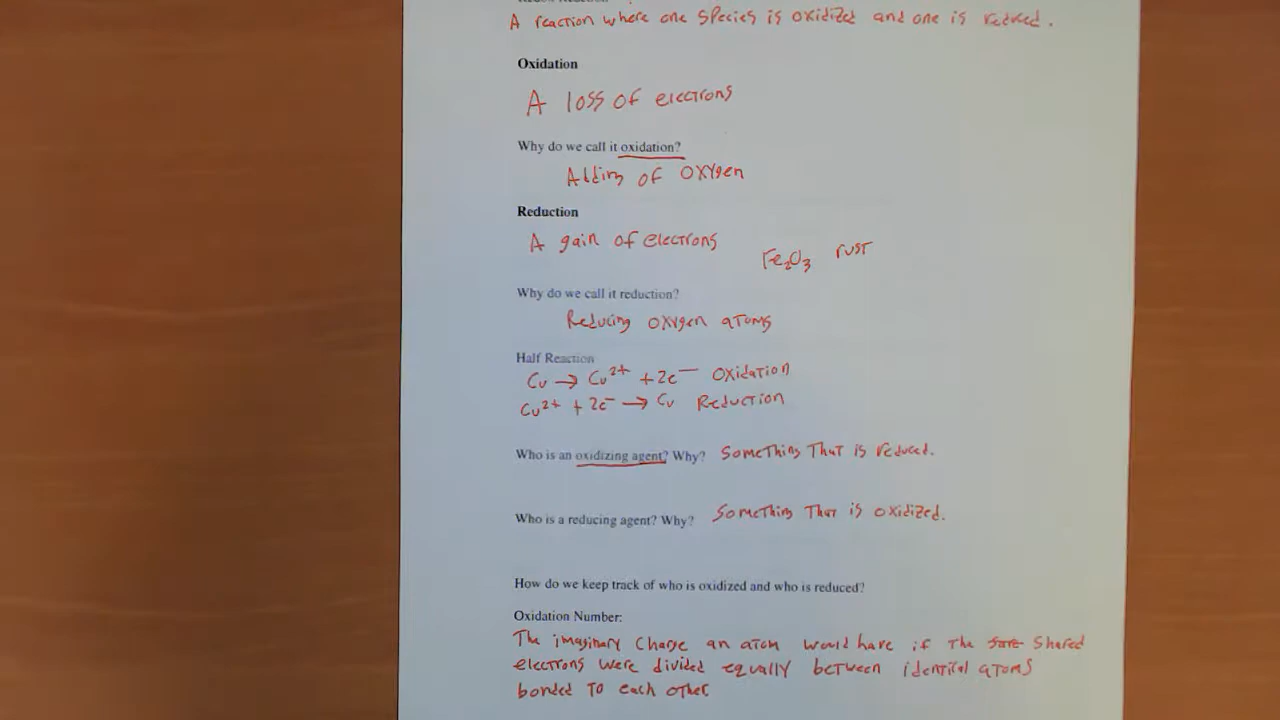 A reaction where one species is oxidized and one is reduced.
Oxidation
A loss of electrons
Why do we call it oxidation?
Adding of oxygen
Reduction
A gain of electrons
Fe₂O₃ rust
Why do we call it reduction?
Reducing oxygen atoms
Half Reaction
Cu → Cu²⁺ + 2e⁻ Oxidation
Cu²⁺ + 2e⁻ → Cu Reduction
Who is an oxidizing agent? Why? Something That is reduced.
Who is a reducing agent? Why? Something That is oxidized.
How do we keep track of who is oxidized and who is reduced?
Oxidation Number:
The imaginary charge an atom would have if The shared
electrons were divided equally between identical atoms
bonded To each other